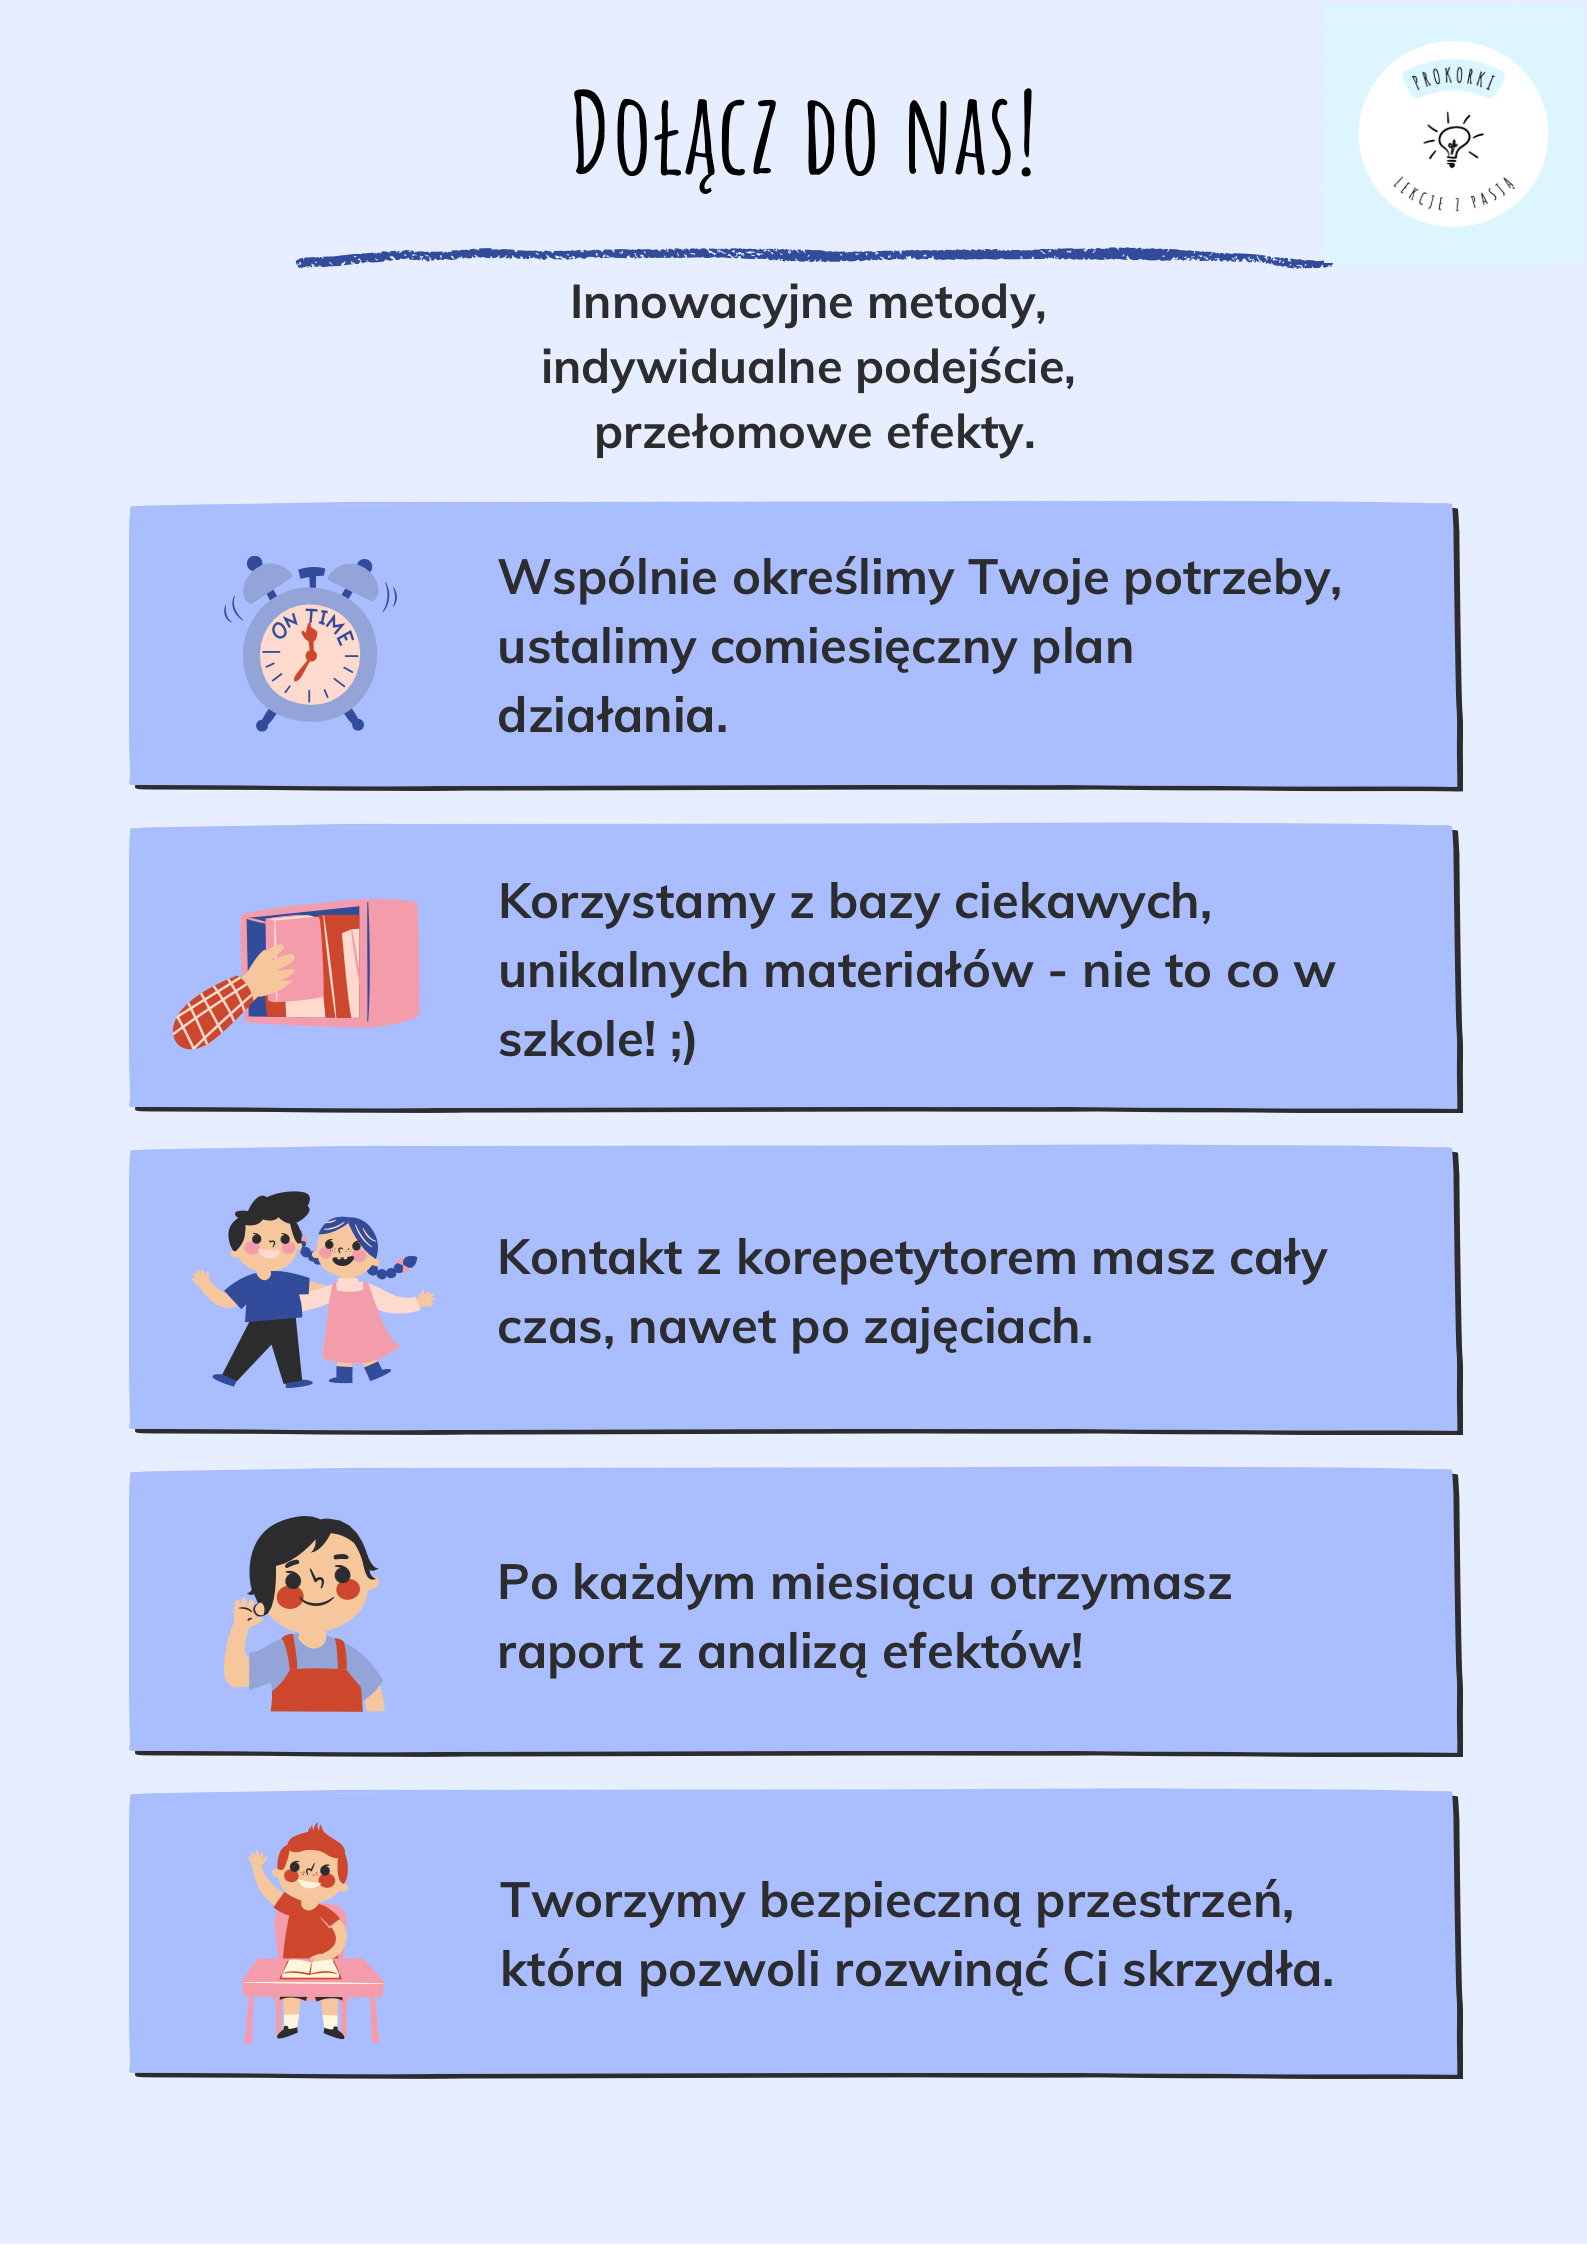 Dołącz do nas!
PROKORKI
LEKCJE Z PASJĄ
Innowacyjne metody,
indywidualne podejście,
przełomowe efekty.
ON TIME
Wspólnie określimy Twoje potrzeby,
ustalimy comiesięczny plan
działania.
Korzystamy z bazy ciekawych,
unikalnych materiałów - nie to co w
szkole! ;)
Kontakt z korepetytorem masz cały
czas, nawet po zajęciach.
Po każdym miesiącu otrzymasz
raport z analizą efektów!
Tworzymy bezpieczną przestrzeń,
która pozwoli rozwinąć Ci skrzydła.